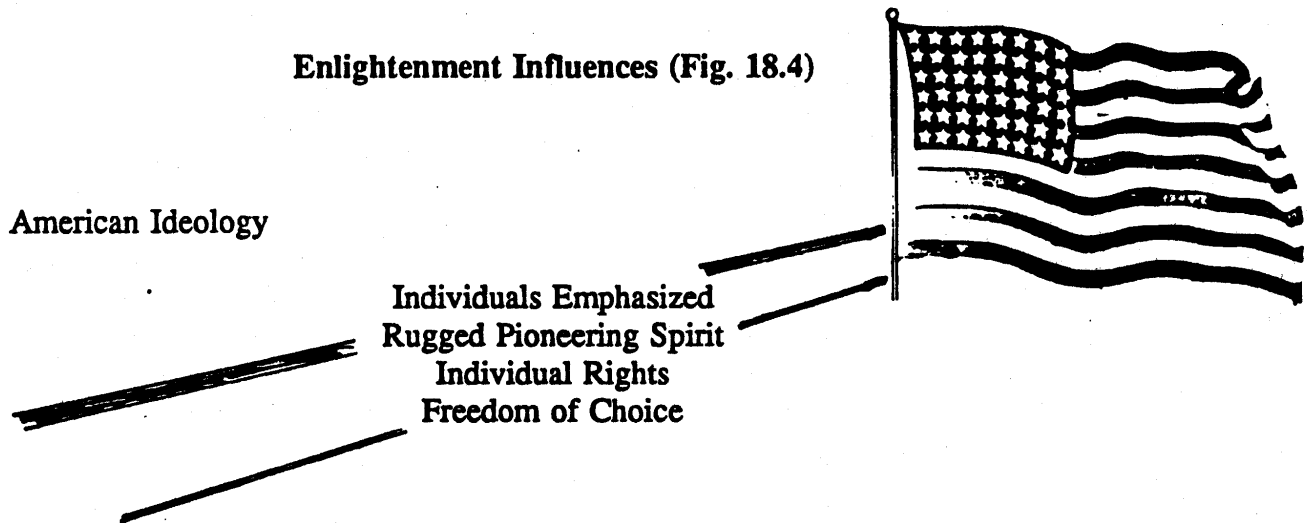 Enlightenment Influences (Fig. 18.4)
American Ideology
Individuals Emphasized
Rugged Pioneering Spirit
Individual Rights
Freedom of Choice